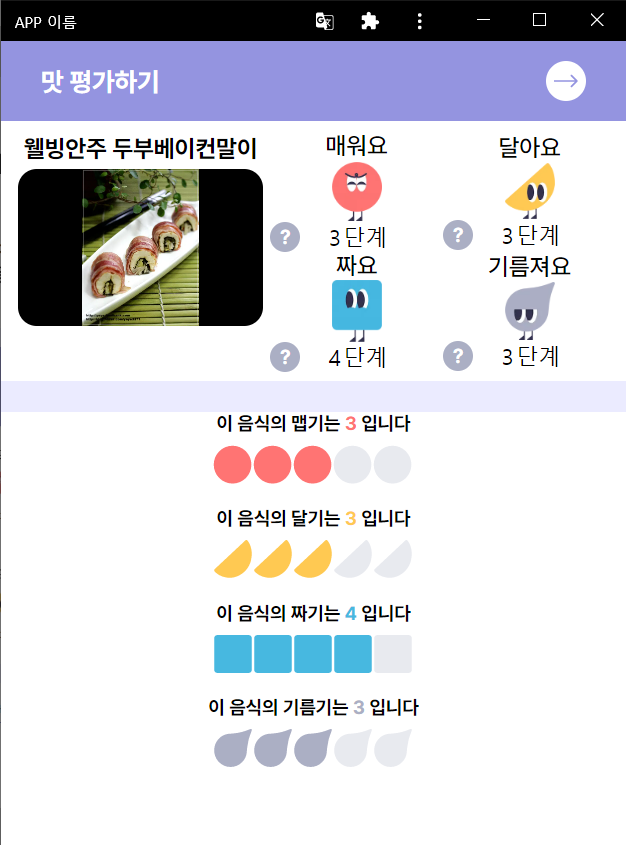 APP 이름
맛 평가하기
웰빙안주 두부베이컨말이
매워요
달아요
?
3 단계
?
3 단계
짜요
기름져요
?
4 단계
?
3 단계
이 음식의 맵기는 3 입니다
이 음식의 달기는 3 입니다
이 음식의 짜기는 4 입니다
이 음식의 기름기는 3 입니다